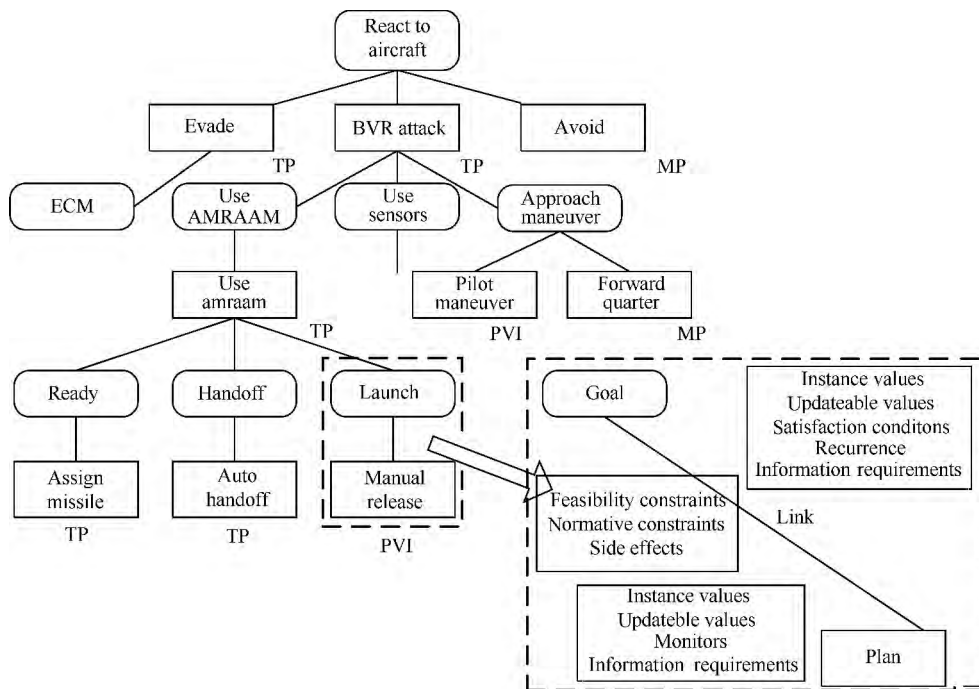 React to
aircraft
Evade
BVR attack
Avoid
TP
TP
MP
ECM
Use
AMRAAM
Use
sensors
Approach
maneuver
Use
amraam
Pilot
maneuver
Forward
quarter
TP
PVI
MP
Ready
Handoff
Launch
Goal
Instance values
Updateable values
Satisfaction conditons
Recurrence
Information requirements
Assign
missile
Auto
handoff
Manual
release
TP
TP
PVI
Feasibility constraints
Normative constraints
Side effects
Link
Instance values
Updateble values
Monitors
Information requirements
Plan